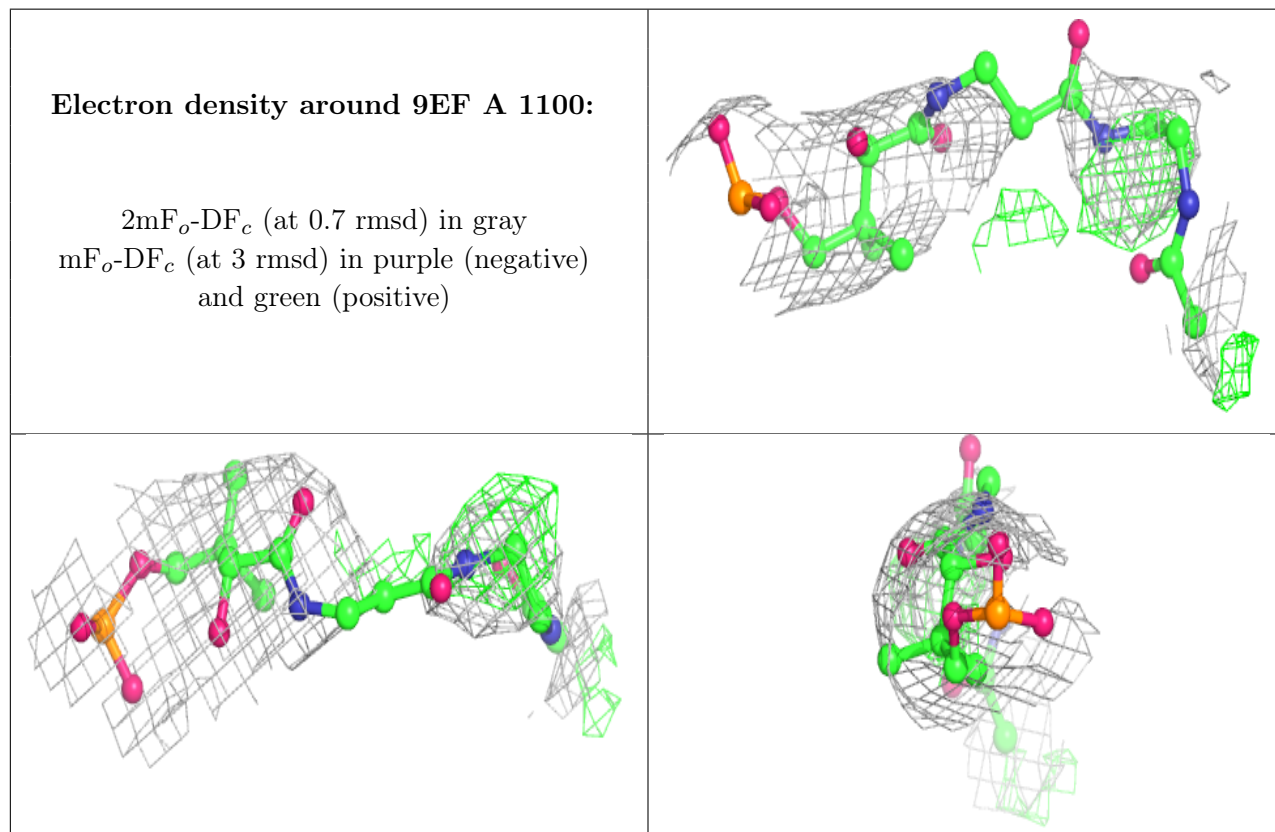 Electron density around 9EF A 1100:
2mFₒ-DF𝒸 (at 0.7 rmsd) in gray
mFₒ-DF𝒸 (at 3 rmsd) in purple (negative)
and green (positive)